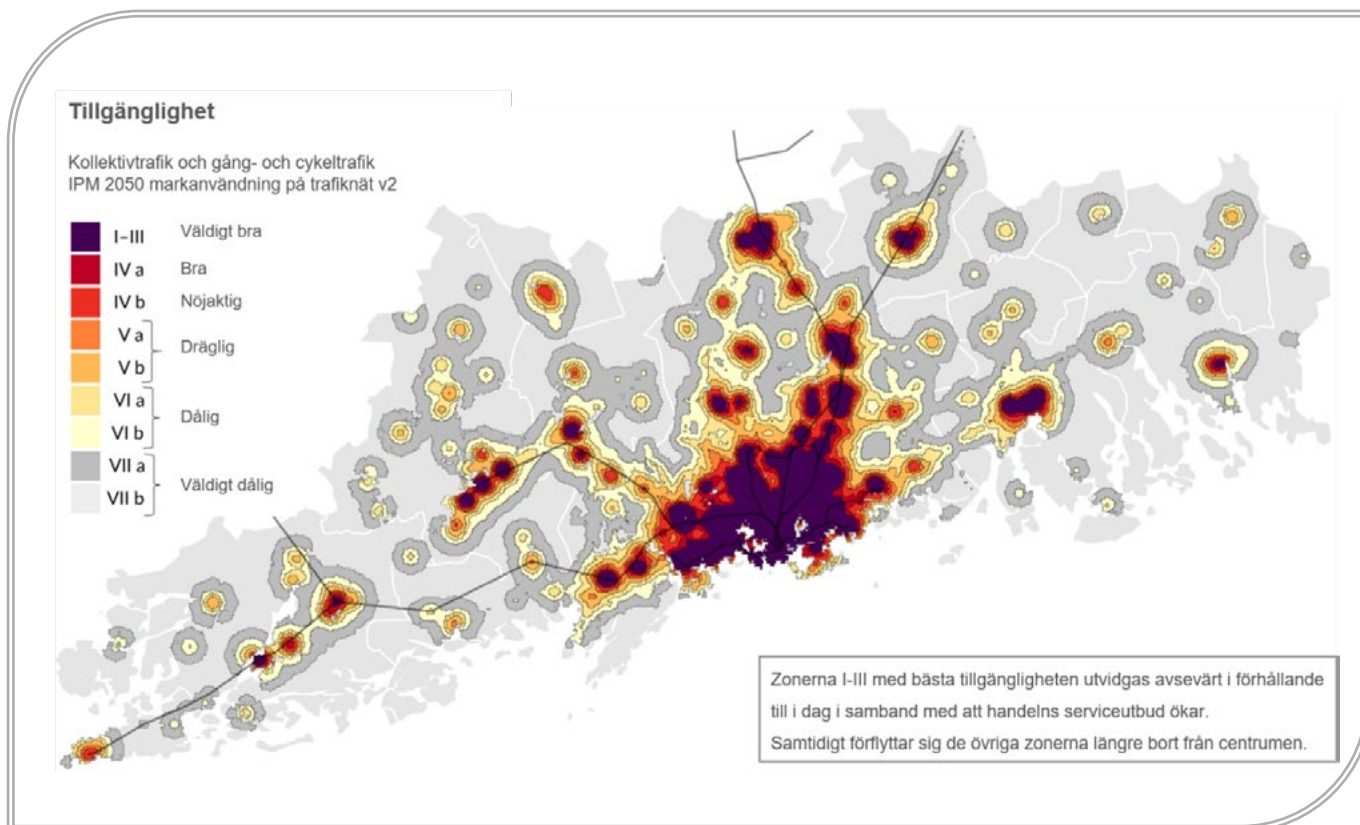 Tillgänglighet
Kollektivtrafik och gång- och cykeltrafik
IPM 2050 markanvändning på trafiknät v2
I–III Väldigt bra
IV a Bra
IV b Nöjaktig
V a
Dräglig
V b
VI a
Dålig
VI b
VII a
Väldigt dålig
VII b
Zonerna I-III med bästa tillgängligheten utvidgas avsevärt i förhållande
till i dag i samband med att handelns serviceutbud ökar.
Samtidigt förflyttar sig de övriga zonerna längre bort från centrumen.